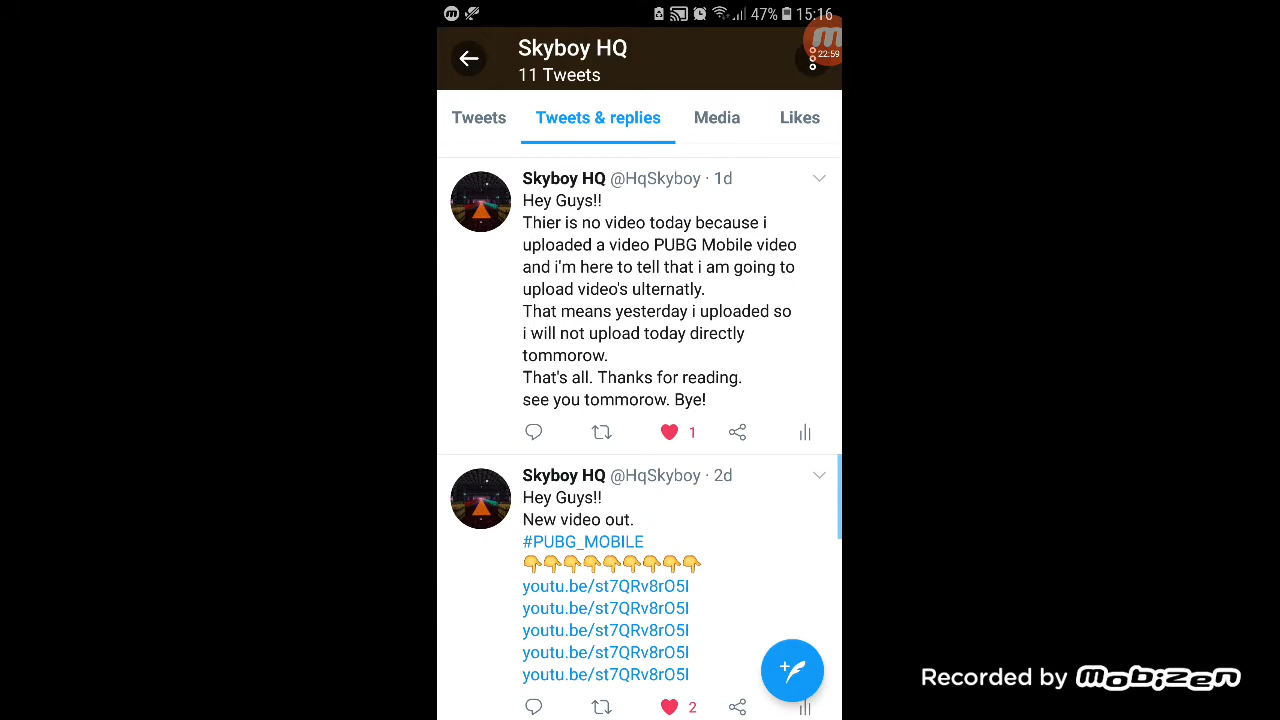 47% 15:16
Skyboy HQ
11 Tweets
22:59
Tweets Tweets & replies Media Likes
Skyboy HQ @HqSkyboy · 1d
Hey Guys!!
Thier is no video today because i
uploaded a video PUBG Mobile video
and i'm here to tell that i am going to
upload video's ulternatly.
That means yesterday i uploaded so
i will not upload today directly
tommorow.
That's all. Thanks for reading.
see you tommorow. Bye!
1
Skyboy HQ @HqSkyboy · 2d
Hey Guys!!
New video out.
#PUBG_MOBILE
👇👇👇👇👇👇👇👇👇
youtu.be/st7QRv8rO5I
youtu.be/st7QRv8rO5I
youtu.be/st7QRv8rO5I
youtu.be/st7QRv8rO5I
youtu.be/st7QRv8rO5I
2
Recorded by Mobizen